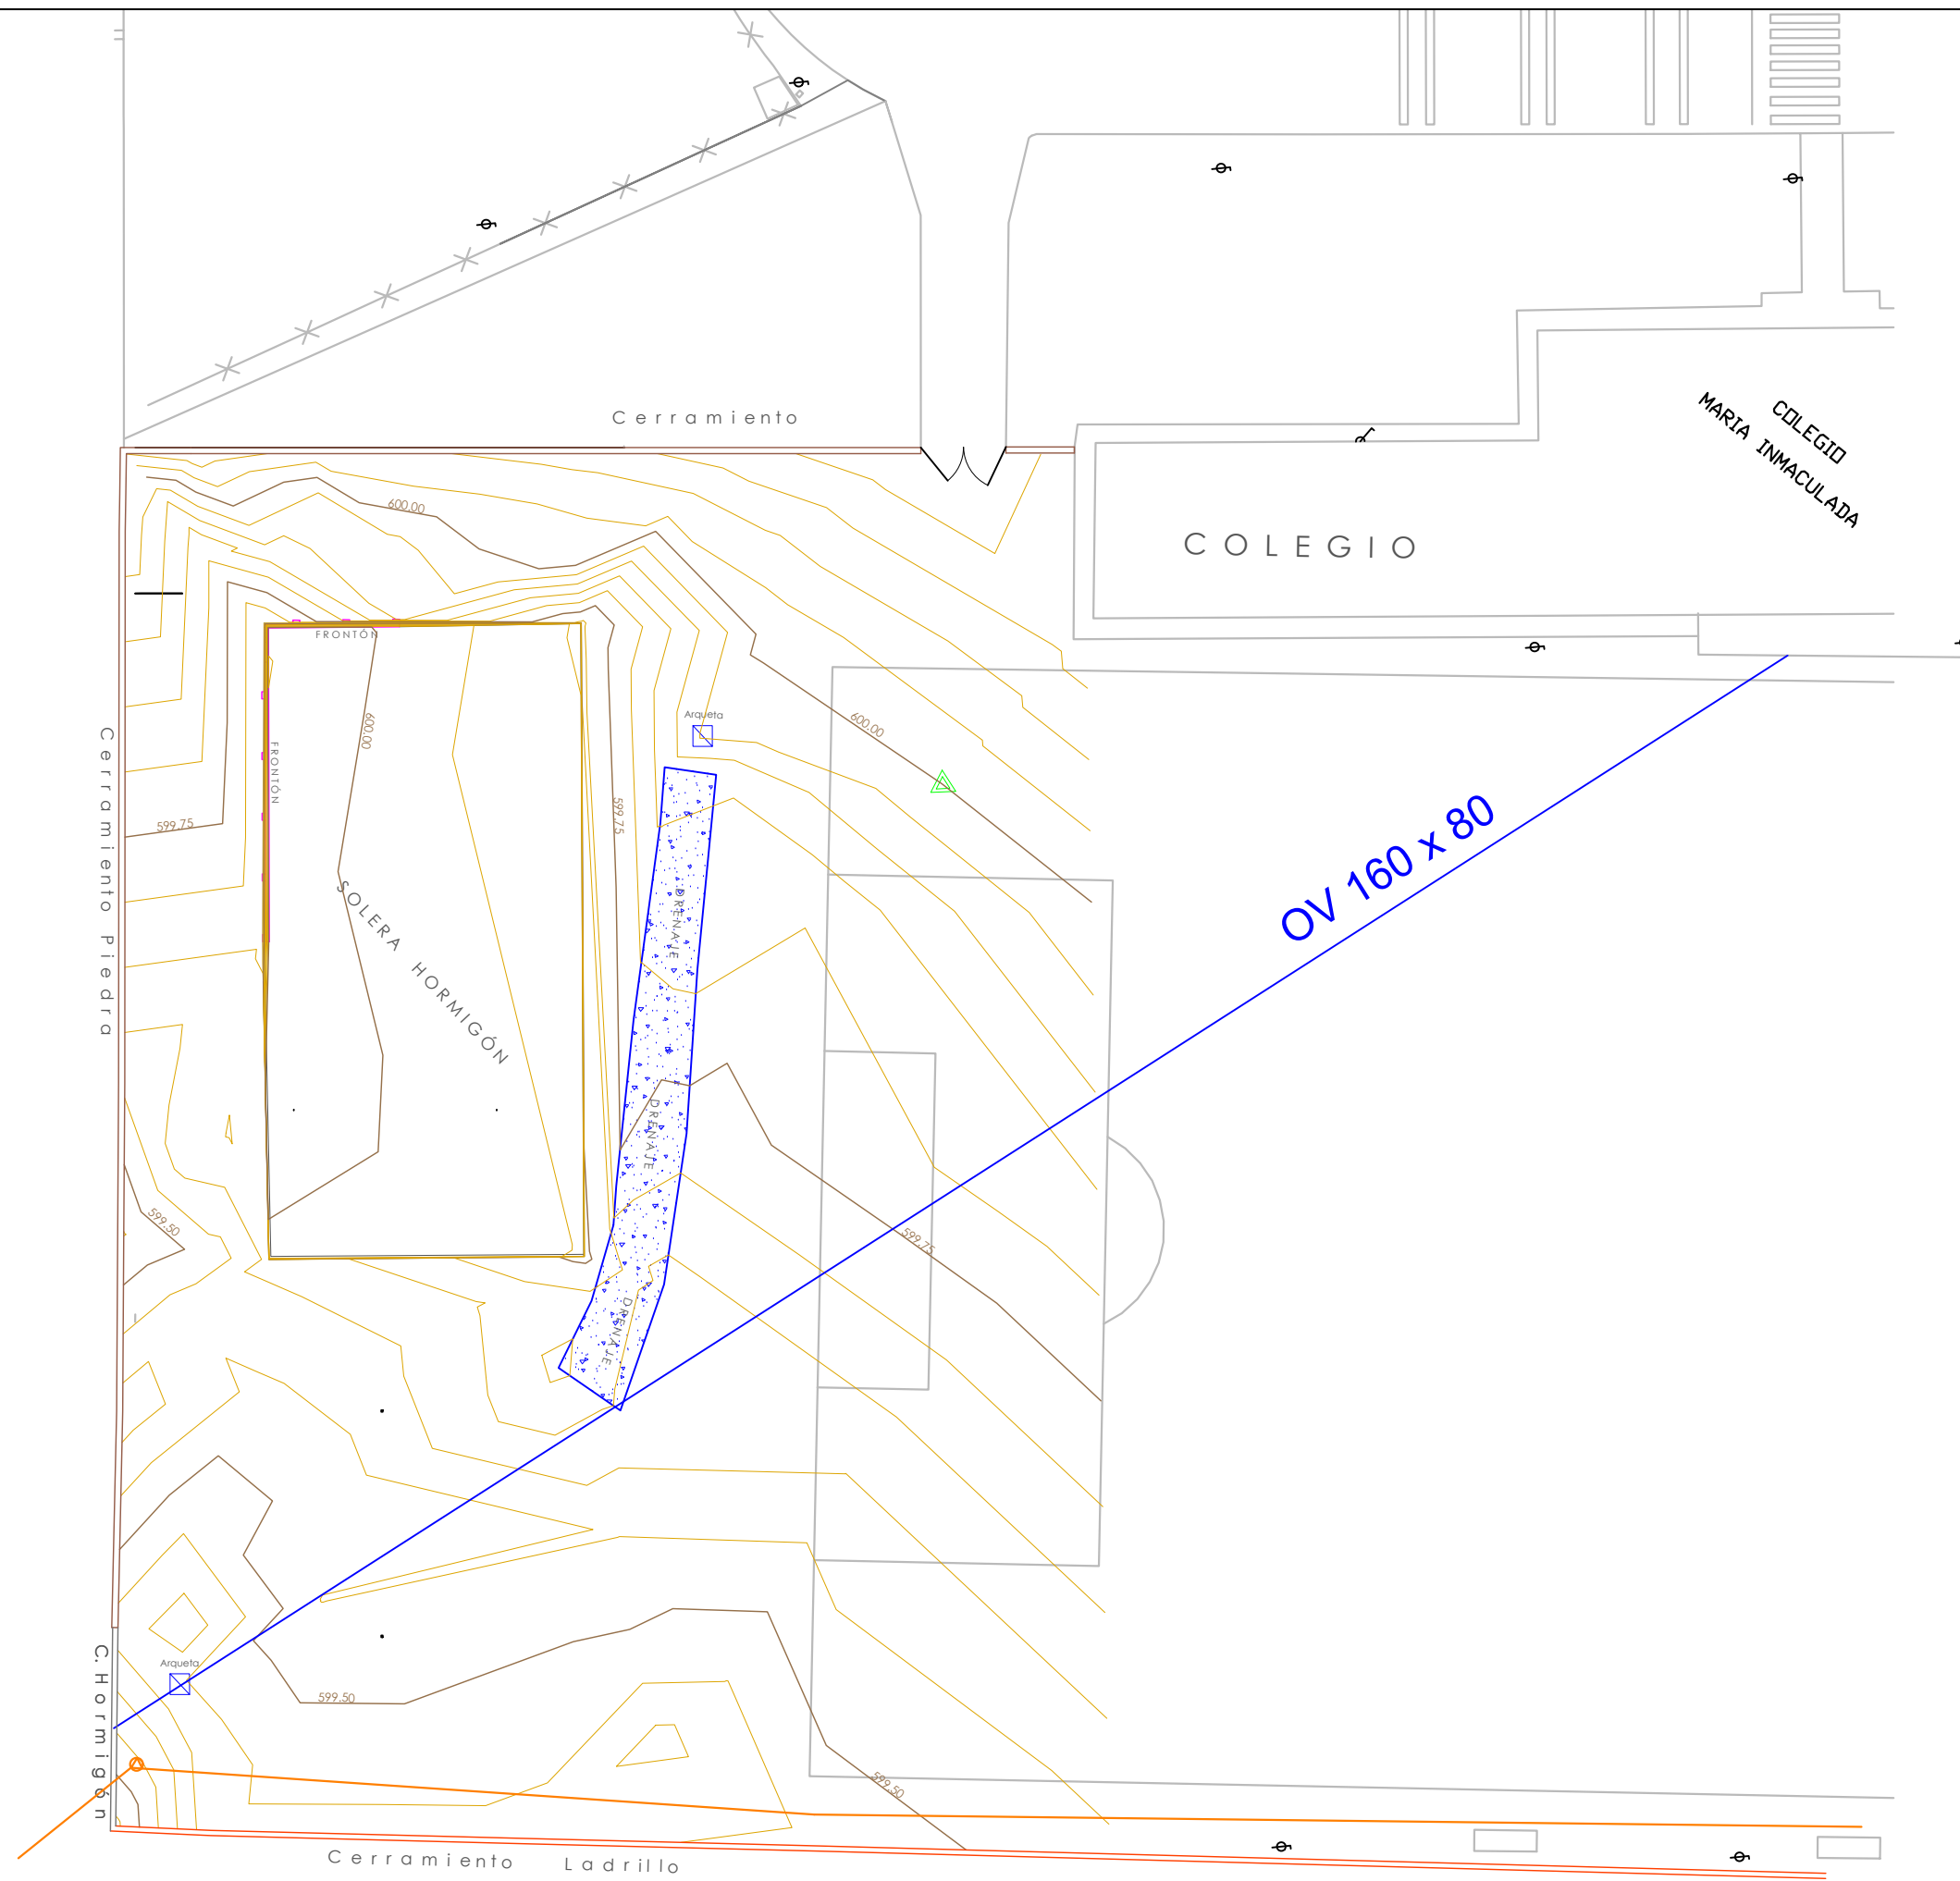 Cerramiento
COLEGIO
MARIA INMACULADA
600.00
COLEGIO
FRONTÓN
Arqueta
600.00
600.00
FRONTÓN
599.75
599.75
Cerramiento Piedra
OV 160 x 80
SOLERA HORMIGÓN
DRENAJE
DRENAJE
599.50
599.75
DRENAJE
Arqueta
599.50
C. Hormigón
599.50
Cerramiento Ladrillo